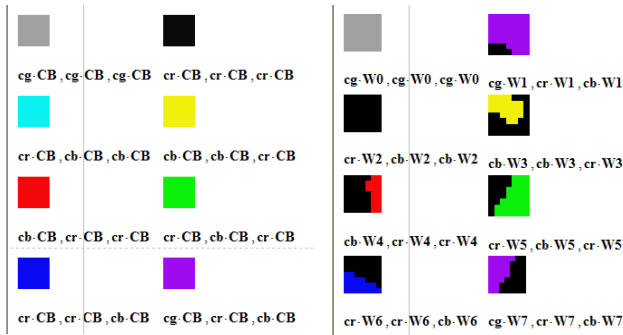 cg-CB,cg-CB,cg-CB
cr-CB,cr-CB,cr-CB
cr-CB,cb-CB,cb-CB
cb-CB,cb-CB,cr-CB
cb-CB,cr-CB,cr-CB
cr-CB,cb-CB,cr-CB
cr-CB,cr-CB,cb-CB
cg-CB,cr-CB,cb-CB
cg-W0,cg-W0,cg-W0
cg-W1,cr-W1,cb-W1
cr-W2,cb-W2,cb-W2
cb-W3,cb-W3,cr-W3
cb-W4,cr-W4,cr-W4
cr-W5,cb-W5,cr-W5
cr-W6,cr-W6,cb-W6
cg-W7,cr-W7,cb-W7